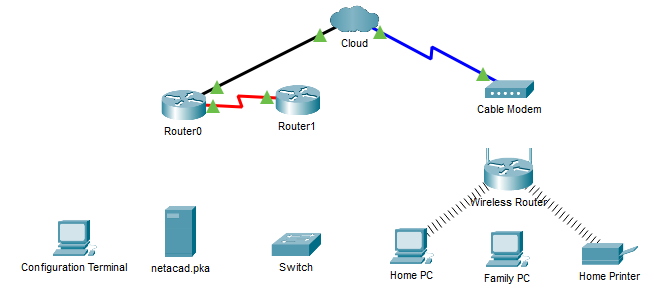 Cloud
Cable Modem
Router0
Router1
Wireless Router
Configuration Terminal
netacad.pka
Switch
Home PC
Family PC
Home Printer